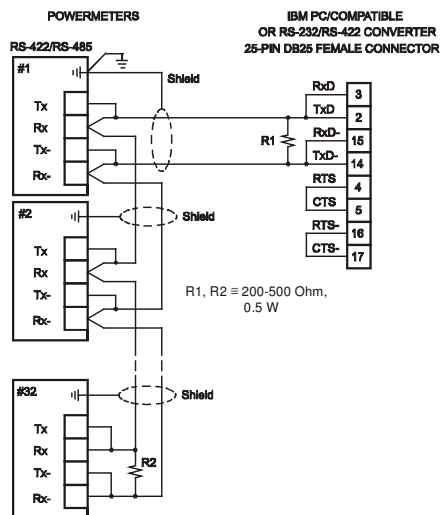 POWERMETERS
IBM PC/COMPATIBLE
OR RS-232/RS-422 CONVERTER
25-PIN DB25 FEMALE CONNECTOR
RS-422/RS-485
#1
Shield
Tx
Rx
Tx-
Rx-
R1
RxD
3
TxD
2
RxD-
15
TxD-
14
RTS
4
CTS
5
RTS-
16
CTS-
17
#2
Shield
Tx
Rx
Tx-
Rx-
R1, R2 ≅ 200-500 Ohm,
0.5 W
#32
Shield
Tx
Rx
Tx-
Rx-
R2